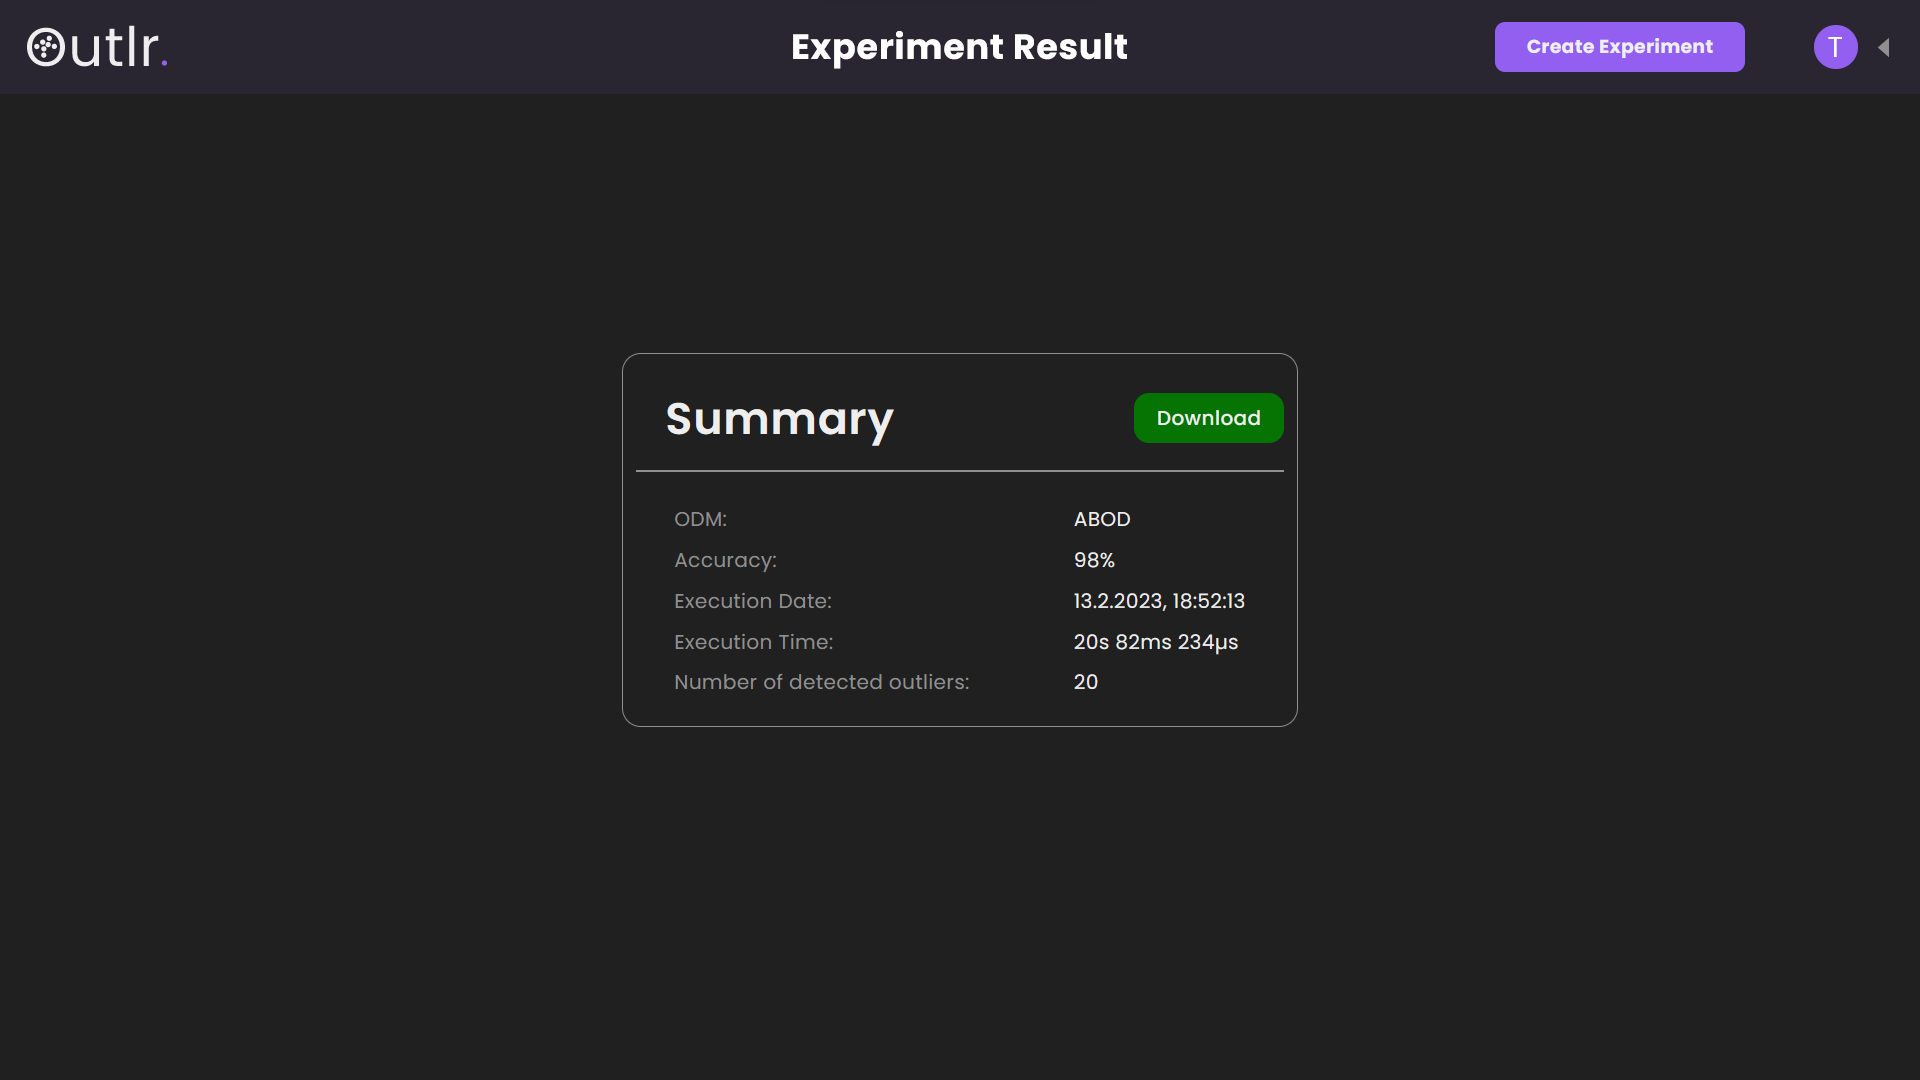 Outlr.
Experiment Result
Create Experiment
T
Summary
Download
ODM: ABOD
Accuracy: 98%
Execution Date: 13.2.2023, 18:52:13
Execution Time: 20s 82ms 234µs
Number of detected outliers: 20